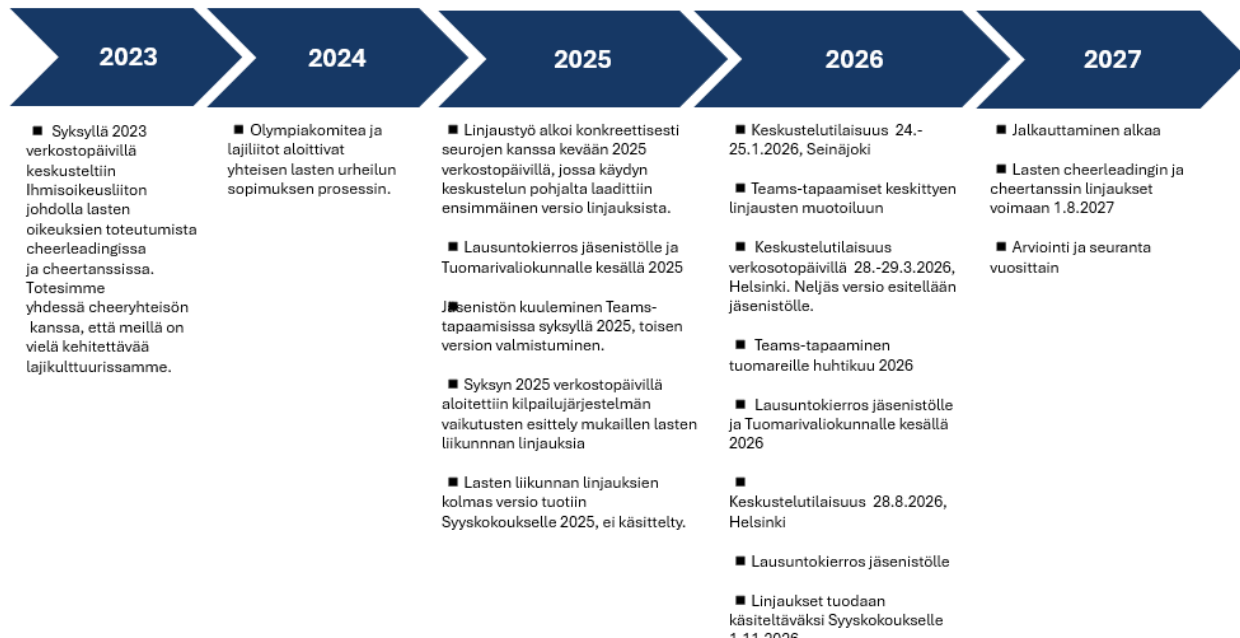 2023
2024
2025
2026
2027
■ Syksyllä 2023
verkostopäivillä
keskusteltiin
Ihmisoikeusliiton
johdolla lasten
oikeuksien toteutumista
cheerleadingissa
ja cheertanssissa.
Totesimme
yhdessä cheeryhteisön
kanssa, että meillä on
vielä kehitettävää
lajikulttuurissamme.
■ Olympiakomitea ja
lajiliitot aloittivat
yhteisen lasten urheilun
sopimuksen prosessin.
■ Linjaustyö alkoi konkreettisesti
seurojen kanssa kevään 2025
verkostopäivillä, jossa käydyn
keskustelun pohjalta laadittiin
ensimmäinen versio linjauksista.
■ Lausuntokierros jäsenistölle ja
Tuomarivaliokunnalle kesällä 2025
■ Jäsenistön kuuleminen Teams-
tapaamisissa syksyllä 2025, toisen
version valmistuminen.
■ Syksyn 2025 verkostopäivillä
aloitettiin kilpailujärjestelmän
vaikutusten esittely mukaillen lasten
liikunnnan linjauksia
■ Lasten liikunnan linjauksien
kolmas versio tuotiin
Syyskokoukselle 2025, ei käsittelty.
■ Keskustelutilaisuus 24.-
25.1.2026, Seinäjoki
■ Teams-tapaamiset keskittyen
linjausten muotoiluun
■ Keskustelutilaisuus
verkosotopäivillä 28.-29.3.2026,
Helsinki. Neljäs versio esitellään
jäsenistölle.
■ Teams-tapaaminen
tuomareille huhtikuu 2026
■ Lausuntokierros jäsenistölle
ja Tuomarivaliokunnalle kesällä
2026
■
Keskustelutilaisuus 28.8.2026,
Helsinki
■ Lausuntokierros jäsenistölle
■ Linjaukset tuodaan
käsiteltäväksi Syyskokoukselle
1.11.2026
■ Jalkauttaminen alkaa
■ Lasten cheerleadingin ja
cheertanssin linjaukset
voimaan 1.8.2027
■ Arviointi ja seuranta
vuosittain